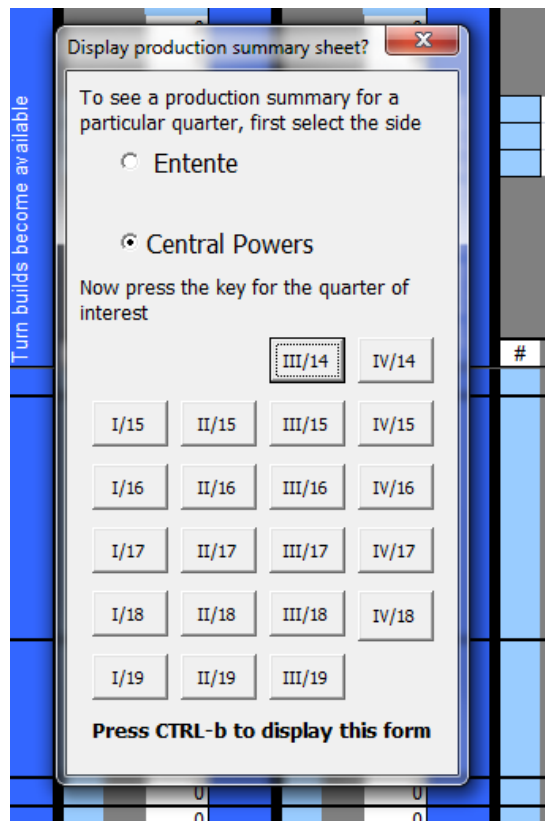 Turn builds become available
0
Display production summary sheet?
X
To see a production summary for a
particular quarter, first select the side
Entente
Central Powers
Now press the key for the quarter of
interest
III/14 IV/14
#
I/15 II/15 III/15 IV/15
I/16 II/16 III/16 IV/16
I/17 II/17 III/17 IV/17
I/18 II/18 III/18 IV/18
I/19 II/19 III/19
Press CTRL-b to display this form
0 0
0 0